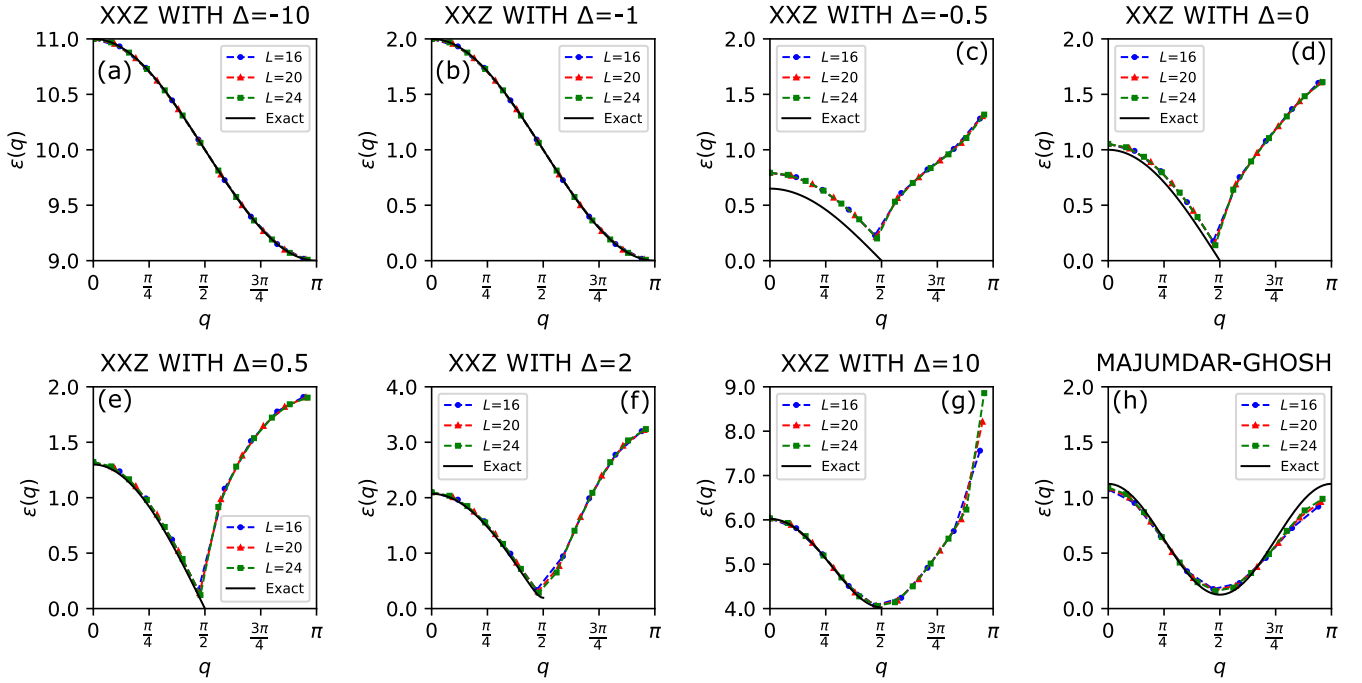 XXZ WITH Δ=-10
11.0
10.5
10.0
9.5
9.0
ε(q)
(a)
L=16
L=20
L=24
Exact
0
π/4
π/2
3π/4
π
q
XXZ WITH Δ=-1
2.0
1.5
1.0
0.5
0.0
ε(q)
(b)
L=16
L=20
L=24
Exact
0
π/4
π/2
3π/4
π
q
XXZ WITH Δ=-0.5
2.0
1.5
1.0
0.5
0.0
ε(q)
(c)
L=16
L=20
L=24
Exact
0
π/4
π/2
3π/4
π
q
XXZ WITH Δ=0
2.0
1.5
1.0
0.5
0.0
ε(q)
(d)
L=16
L=20
L=24
Exact
0
π/4
π/2
3π/4
π
q
XXZ WITH Δ=0.5
2.0
1.5
1.0
0.5
0.0
ε(q)
(e)
L=16
L=20
L=24
Exact
0
π/4
π/2
3π/4
π
q
XXZ WITH Δ=2
4.0
3.0
2.0
1.0
0.0
ε(q)
(f)
L=16
L=20
L=24
Exact
0
π/4
π/2
3π/4
π
q
XXZ WITH Δ=10
9.0
8.0
7.0
6.0
5.0
4.0
ε(q)
(g)
L=16
L=20
L=24
Exact
0
π/4
π/2
3π/4
π
q
MAJUMDAR-GHOSH
2.0
1.5
1.0
0.5
0.0
ε(q)
(h)
L=16
L=20
L=24
Exact
0
π/4
π/2
3π/4
π
q